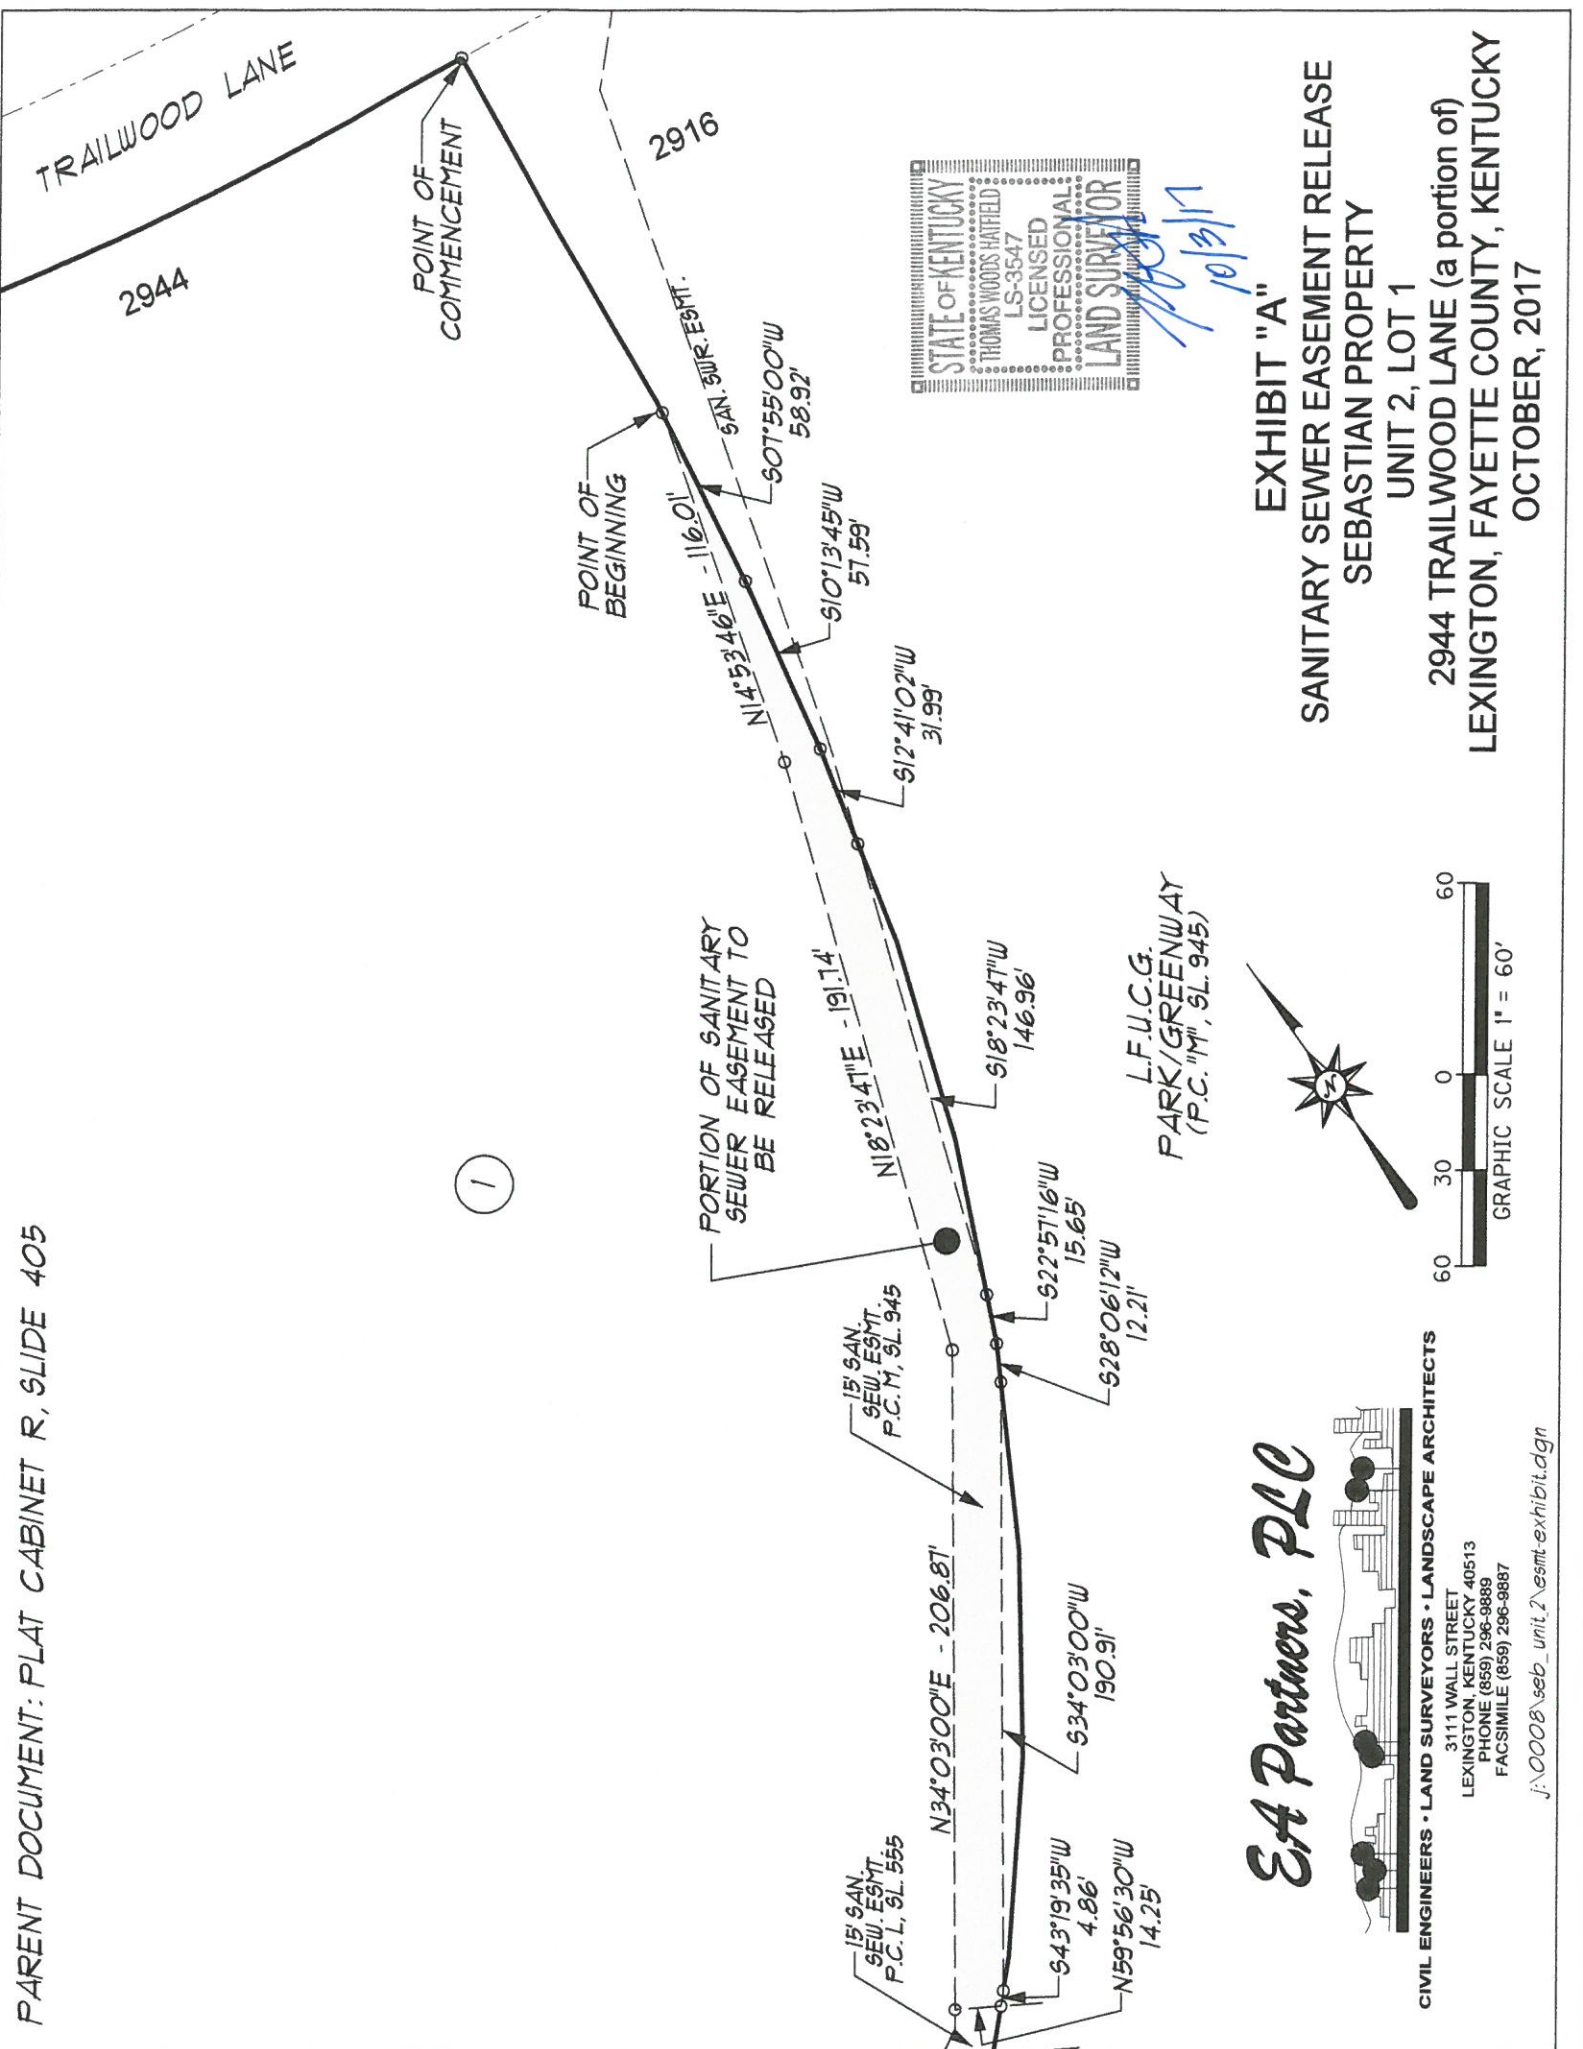 PARENT DOCUMENT: PLAT CABINET R, SLIDE 405
TRAILWOOD LANE
2944
POINT OF
COMMENCEMENT
2916
SAN. SWR. ESMT.
POINT OF
BEGINNING
S07°55'00"W
58.92'
N14°53'46"E - 116.01'
S10°13'45"W
57.59'
S12°41'02"W
31.99'
PORTION OF SANITARY
SEWER EASEMENT TO
BE RELEASED
1
N18°23'47"E - 191.74'
S18°23'47"W
146.96'
S22°57'16"W
15.65'
S28°06'12"W
12.21'
15' SAN.
SEW. ESMT.
P.C. M, SL. 945
N34°03'00"E - 206.87'
S34°03'00"W
190.91'
15' SAN.
SEW. ESMT.
P.C. L, SL. 555
S43°19'35"W
4.86'
N59°56'30"W
14.25'
L.F.U.C.G.
PARK/GREENWAY
(P.C. "M", SL. 945)
N
60 30 0 60
GRAPHIC SCALE 1" = 60'
STATE OF KENTUCKY
THOMAS WOODS HATFIELD
LS-3547
LICENSED
PROFESSIONAL
LAND SURVEYOR
10/3/17
EXHIBIT "A"
SANITARY SEWER EASEMENT RELEASE
SEBASTIAN PROPERTY
UNIT 2, LOT 1
2944 TRAILWOOD LANE (a portion of)
LEXINGTON, FAYETTE COUNTY, KENTUCKY
OCTOBER, 2017
EA Partners, PLC
CIVIL ENGINEERS • LAND SURVEYORS • LANDSCAPE ARCHITECTS
3111 WALL STREET
LEXINGTON, KENTUCKY 40513
PHONE (859) 296-9889
FACSIMILE (859) 296-9887
j:\0008\seb_unit_2\esmt-exhibit.dgn